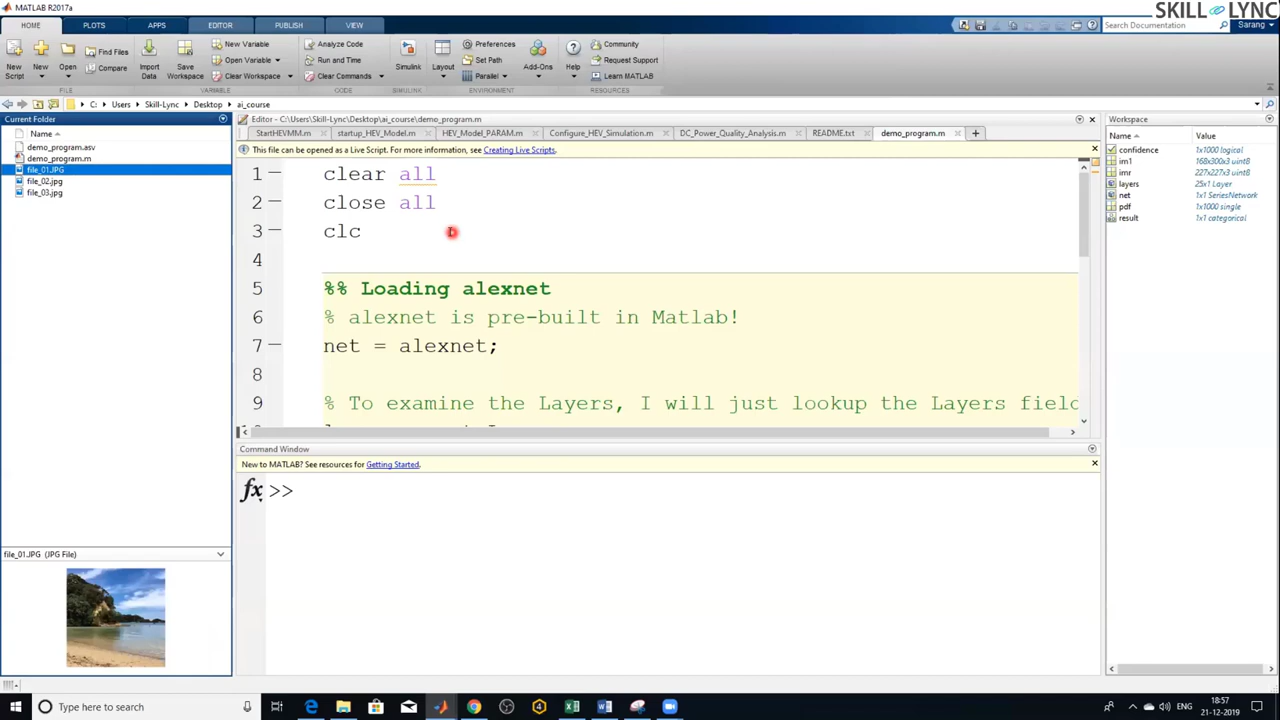 MATLAB R2017a
SKILL LYNC
HOME PLOTS APPS EDITOR PUBLISH VIEW
Search Documentation
Sarang
New Script
New
Open
Find Files
Compare
Import Data
Save Workspace
New Variable
Open Variable
Clear Workspace
Analyze Code
Run and Time
Clear Commands
Simulink
Layout
Preferences
Set Path
Parallel
Add-Ons
Help
Community
Request Support
Learn MATLAB
FILE VARIABLE CODE SIMULINK ENVIRONMENT RESOURCES
C: Users Skill-Lync Desktop ai_course
Current Folder
Name
demo_program.asv
demo_program.m
file_01.JPG
file_02.jpg
file_03.jpg
file_01.JPG (JPG File)
Editor - C:\Users\Skill-Lync\Desktop\ai_course\demo_program.m
StartHEVMM.m startup_HEV_Model.m HEV_Model_PARAM.m Configure_HEV_Simulation.m DC_Power_Quality_Analysis.m README.txt demo_program.m
This file can be opened as a Live Script. For more information, see Creating Live Scripts.
1 clear all
2 close all
3 clc
4
5 %% Loading alexnet
6 % alexnet is pre-built in Matlab!
7 net = alexnet;
8
9 % To examine the Layers, I will just lookup the Layers field
Command Window
New to MATLAB? See resources for Getting Started.
fx >>
Workspace
Name Value
confidence 1x1000 logical
im1 168x300x3 uint8
imr 227x227x3 uint8
layers 25x1 Layer
net 1x1 SeriesNetwork
pdf 1x1000 single
result 1x1 categorical
Type here to search
ENG
18:57
21-12-2019